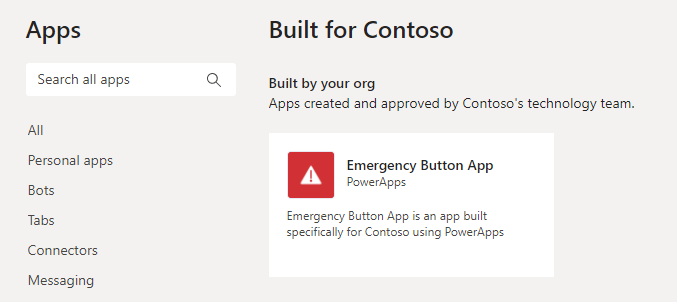 Apps
Search all apps
All
Personal apps
Bots
Tabs
Connectors
Messaging
Built for Contoso
Built by your org
Apps created and approved by Contoso's technology team.
Emergency Button App
PowerApps
Emergency Button App is an app built
specifically for Contoso using PowerApps